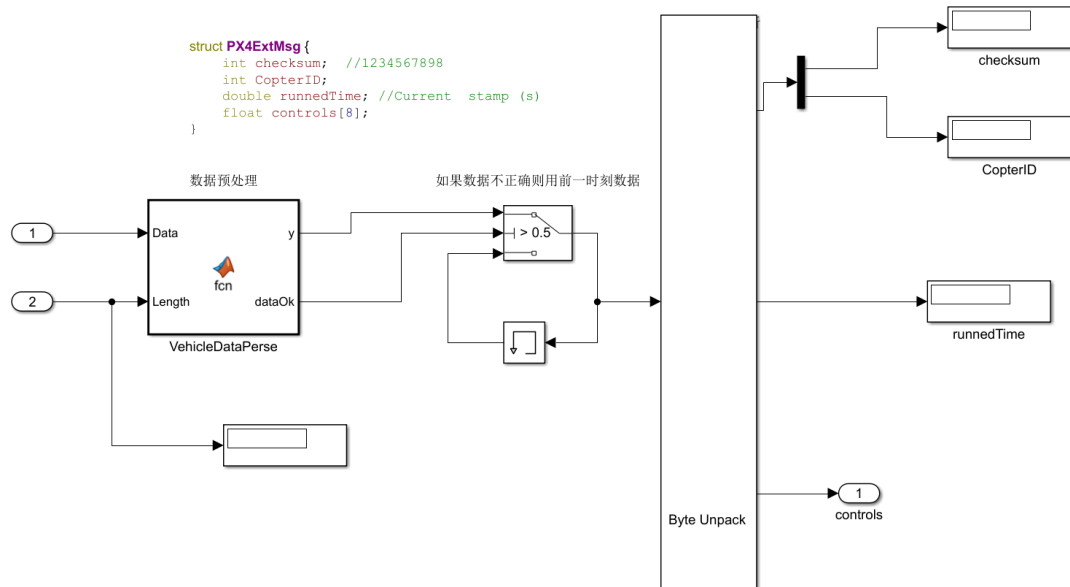 struct PX4ExtMsg {
int checksum; //1234567898
int CopterID;
double runnedTime; //Current stamp (s)
float controls[8];
}
checksum
CopterID
数据预处理
如果数据不正确则用前一时刻数据
1
Data
y
> 0.5
fcn
2
Length
dataOk
VehicleDataPerse
runnedTime
1
controls
Byte Unpack